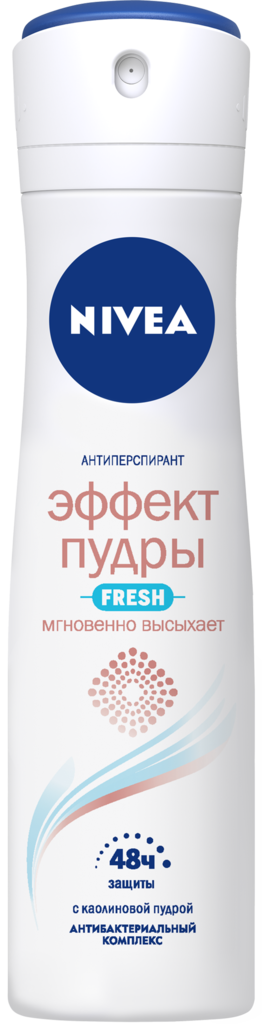 NIVEA
АНТИПЕРСПИРАНТ
эффект
пудры
FRESH
мгновенно высыхает
48ч
защиты
с каолиновой пудрой
АНТИБАКТЕРИАЛЬНЫЙ
КОМПЛЕКС